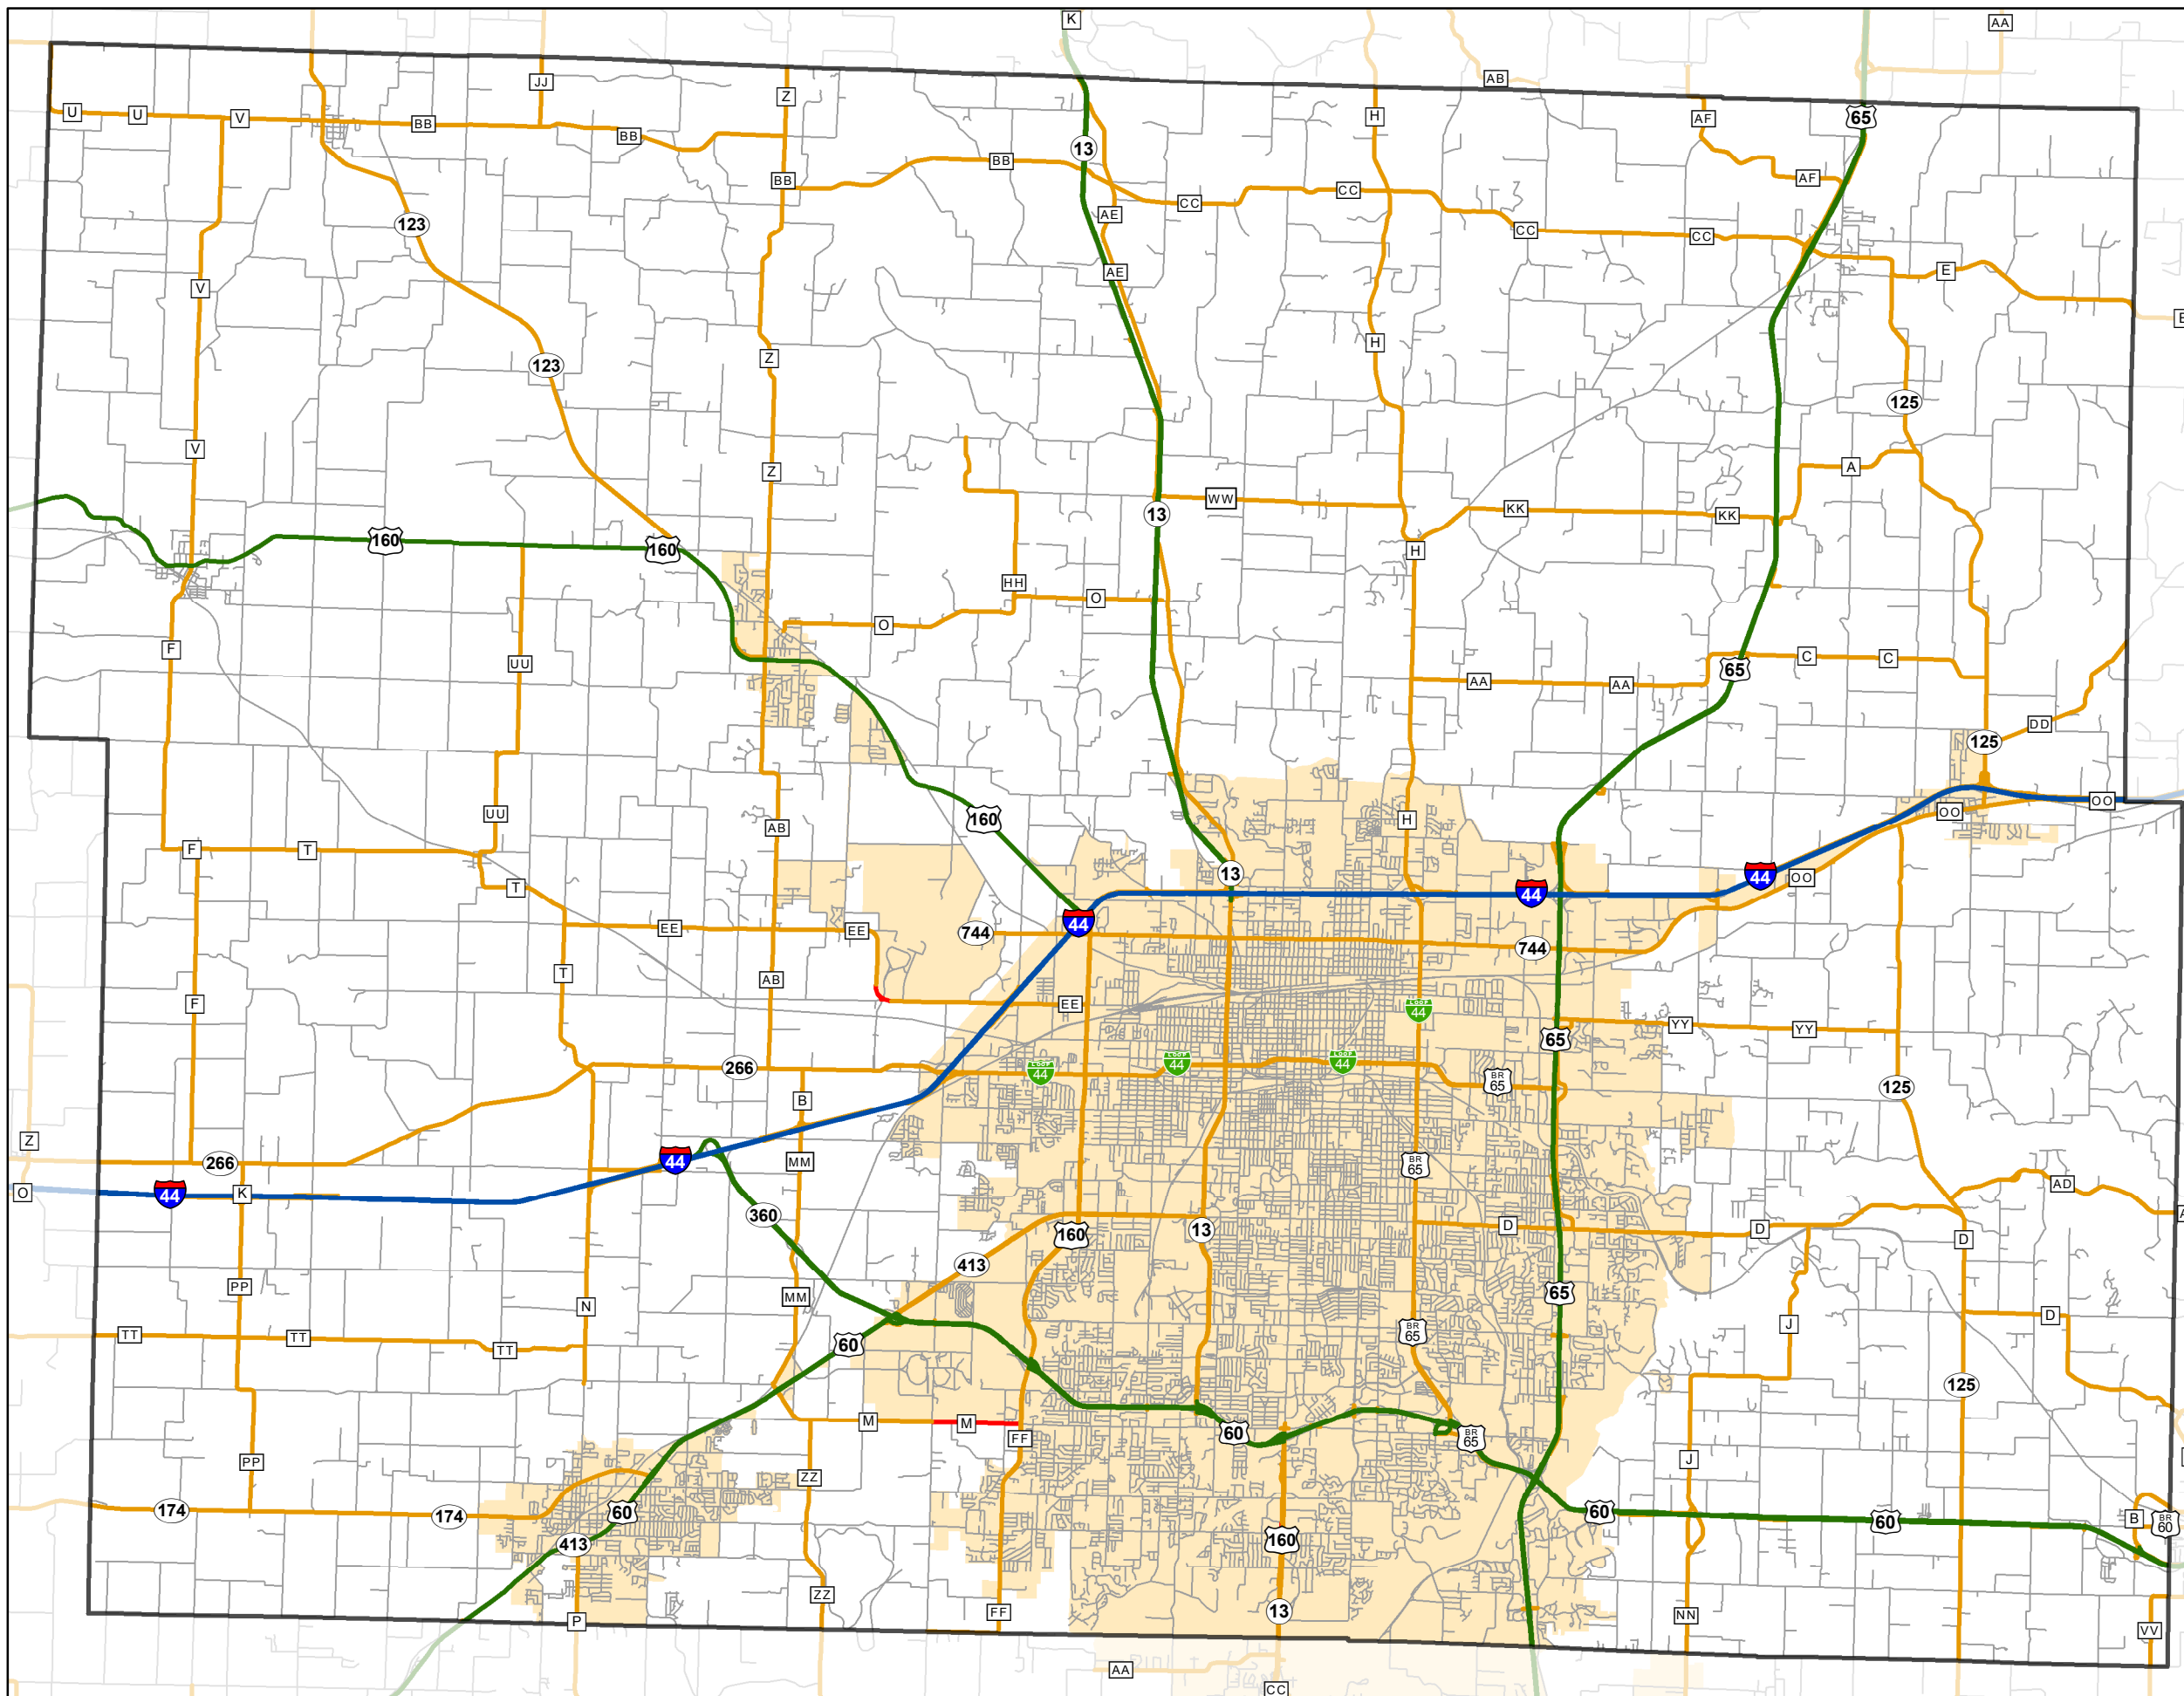 K
AA
AB
JJ
Z
U
U
V
BB
BB
H
AF
65
13
BB
BB
CC
CC
AF
AE
123
CC
CC
AE
E
V
E
H
Z
123
125
V
Z
A
WW
13
KK
KK
160
160
H
HH
O
O
F
UU
65
C
C
AA
AA
DD
125
UU
AB
160
H
OO
OO
F
T
T
13
44
44
OO
44
EE
EE
744
744
T
AB
F
EE
LOOP
44
65
YY
YY
266
LOOP
44
LOOP
44
LOOP
44
BR
65
125
B
Z
266
44
MM
BR
65
O
44
K
AD
A
360
160
13
D
D
D
413
PP
MM
65
N
D
J
TT
TT
TT
60
BR
65
125
M
M
FF
60
BR
65
PP
ZZ
J
174
174
60
60
60
B
BR
60
413
160
ZZ
13
FF
P
NN
VV
AA
CC